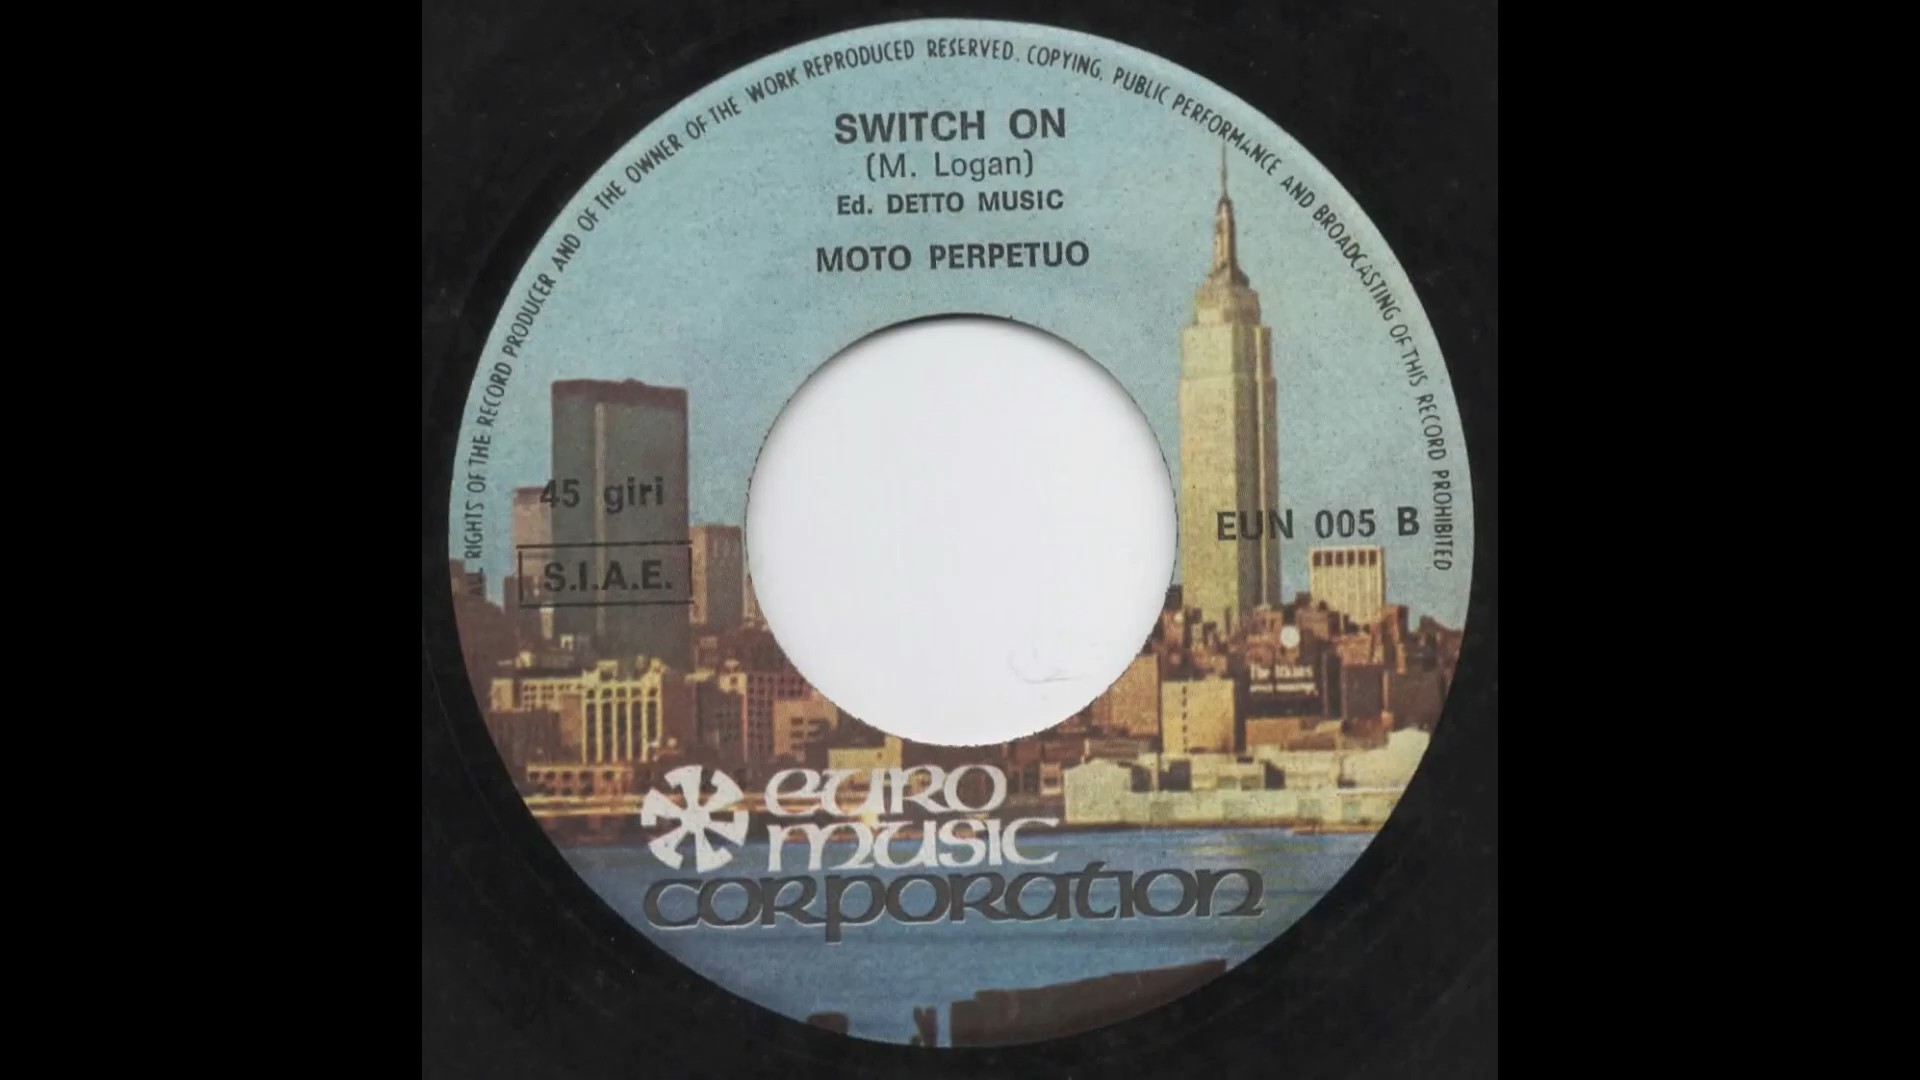 ALL RIGHTS OF THE RECORD PRODUCER AND OF THE OWNER OF THE WORK REPRODUCED RESERVED. COPYING, PUBLIC PERFORMANCE AND BROADCASTING OF THIS RECORD PROHIBITED
SWITCH ON
(M. Logan)
Ed. DETTO MUSIC
MOTO PERPETUO
45 giri
S.I.A.E.
EUN 005 B
euro
music
corporation